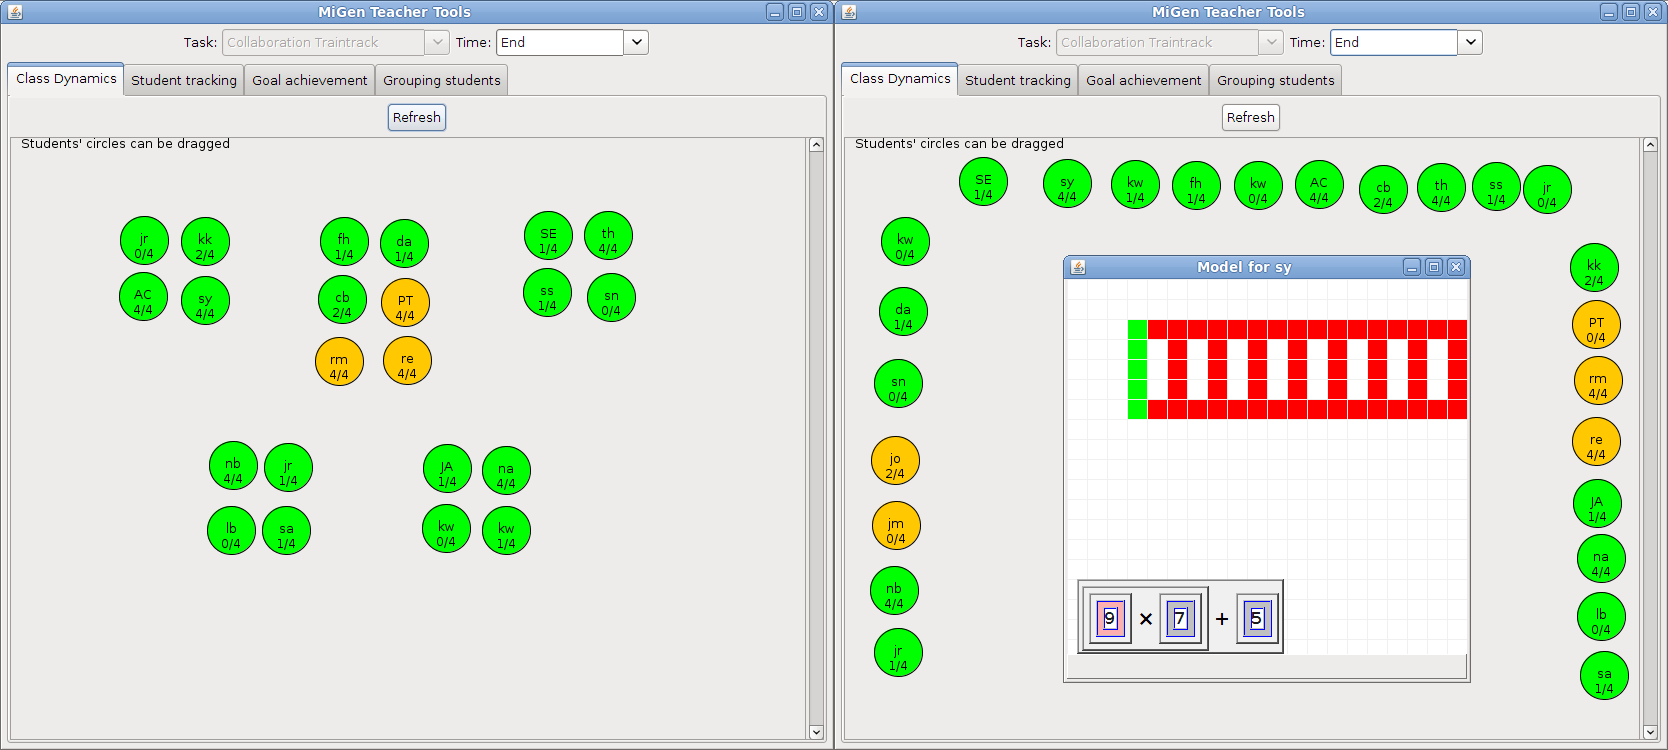 MiGen Teacher Tools
Task: Collaboration Traintrack Time: End
Class Dynamics Student tracking Goal achievement Grouping students
Refresh
Students' circles can be dragged
jr
0/4
kk
2/4
AC
4/4
sy
4/4
fh
1/4
da
1/4
cb
2/4
PT
4/4
rm
4/4
re
4/4
SE
1/4
th
4/4
ss
1/4
sn
0/4
nb
4/4
jr
1/4
lb
0/4
sa
1/4
JA
1/4
na
4/4
kw
0/4
kw
1/4
MiGen Teacher Tools
Task: Collaboration Traintrack Time: End
Class Dynamics Student tracking Goal achievement Grouping students
Refresh
Students' circles can be dragged
SE
1/4
sy
4/4
kw
1/4
fh
1/4
kw
0/4
AC
4/4
cb
2/4
th
4/4
ss
1/4
jr
0/4
kw
0/4
da
1/4
sn
0/4
jo
2/4
jm
0/4
nb
4/4
jr
1/4
Model for sy
9 × 7 + 5
kk
2/4
PT
0/4
rm
4/4
re
4/4
JA
1/4
na
4/4
lb
0/4
sa
1/4